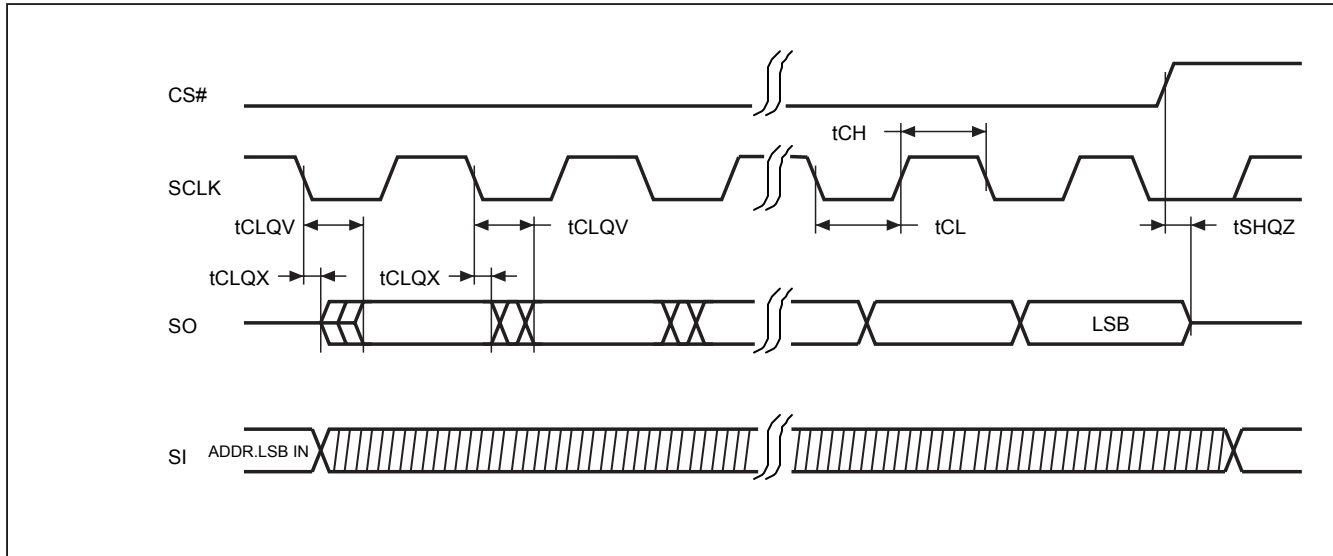 CS#
tCH
SCLK
tCLQV
tCLQV
tCL
tSHQZ
tCLQX
tCLQX
SO
LSB
SI
ADDR.LSB IN